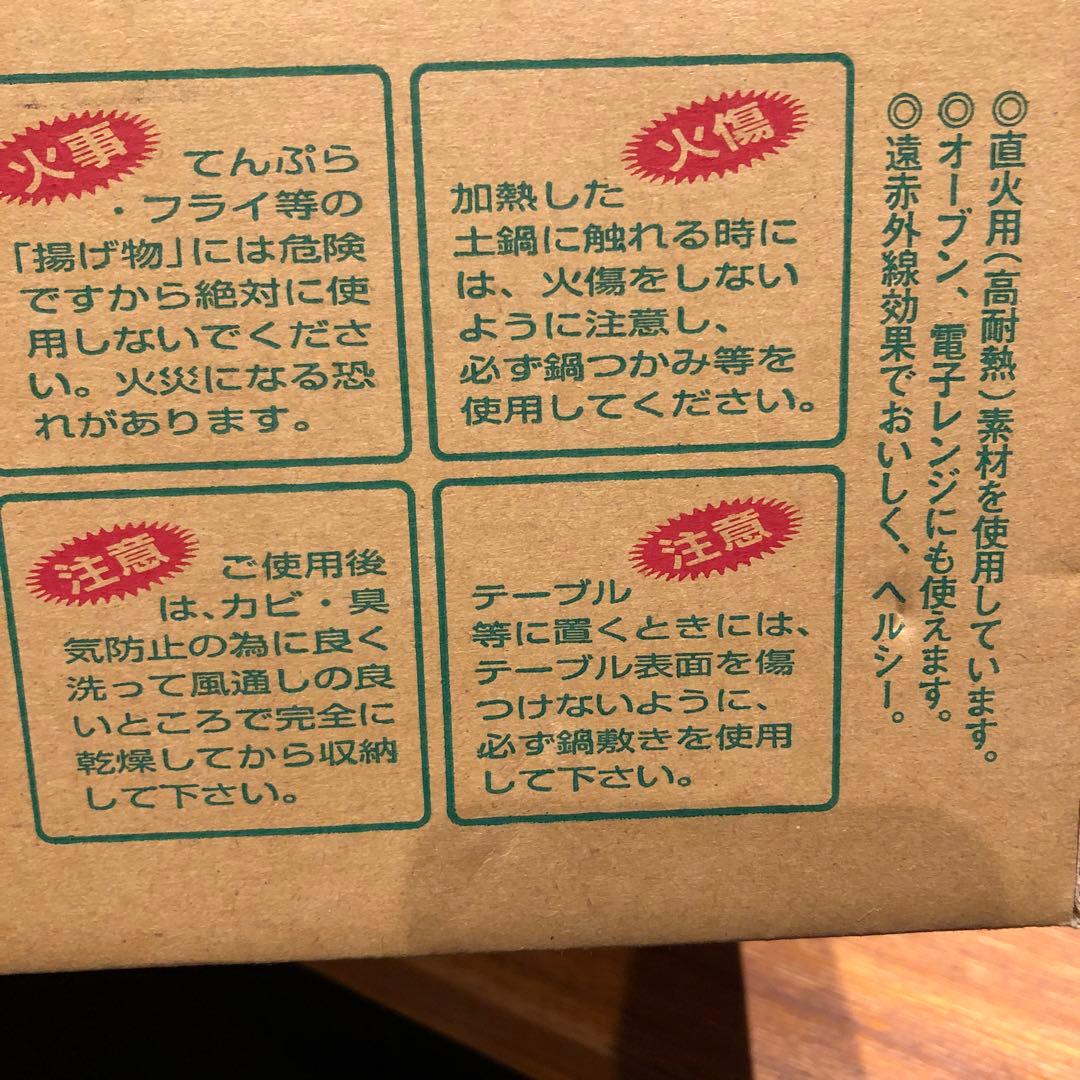 ◎直火用(高耐熱)素材を使用しています。
◎オーブン、電子レンジにも使えます。
◎遠赤外線効果でおいしく、ヘルシー。
火傷
加熱した
土鍋に触れる時に
は、火傷をしない
ように注意し、
必ず鍋つかみ等を
使用してください。
火事
てんぷら
・フライ等の
「揚げ物」には危険
ですから絶対に使
用しないでくださ
い。火災になる恐
れがあります。
注意
テーブル
等に置くときには、
テーブル表面を傷
つけないように、
必ず鍋敷きを使用
して下さい。
注意
ご使用後
は、カビ・臭
気防止の為に良く
洗って風通しの良
いところで完全に
乾燥してから収納
して下さい。